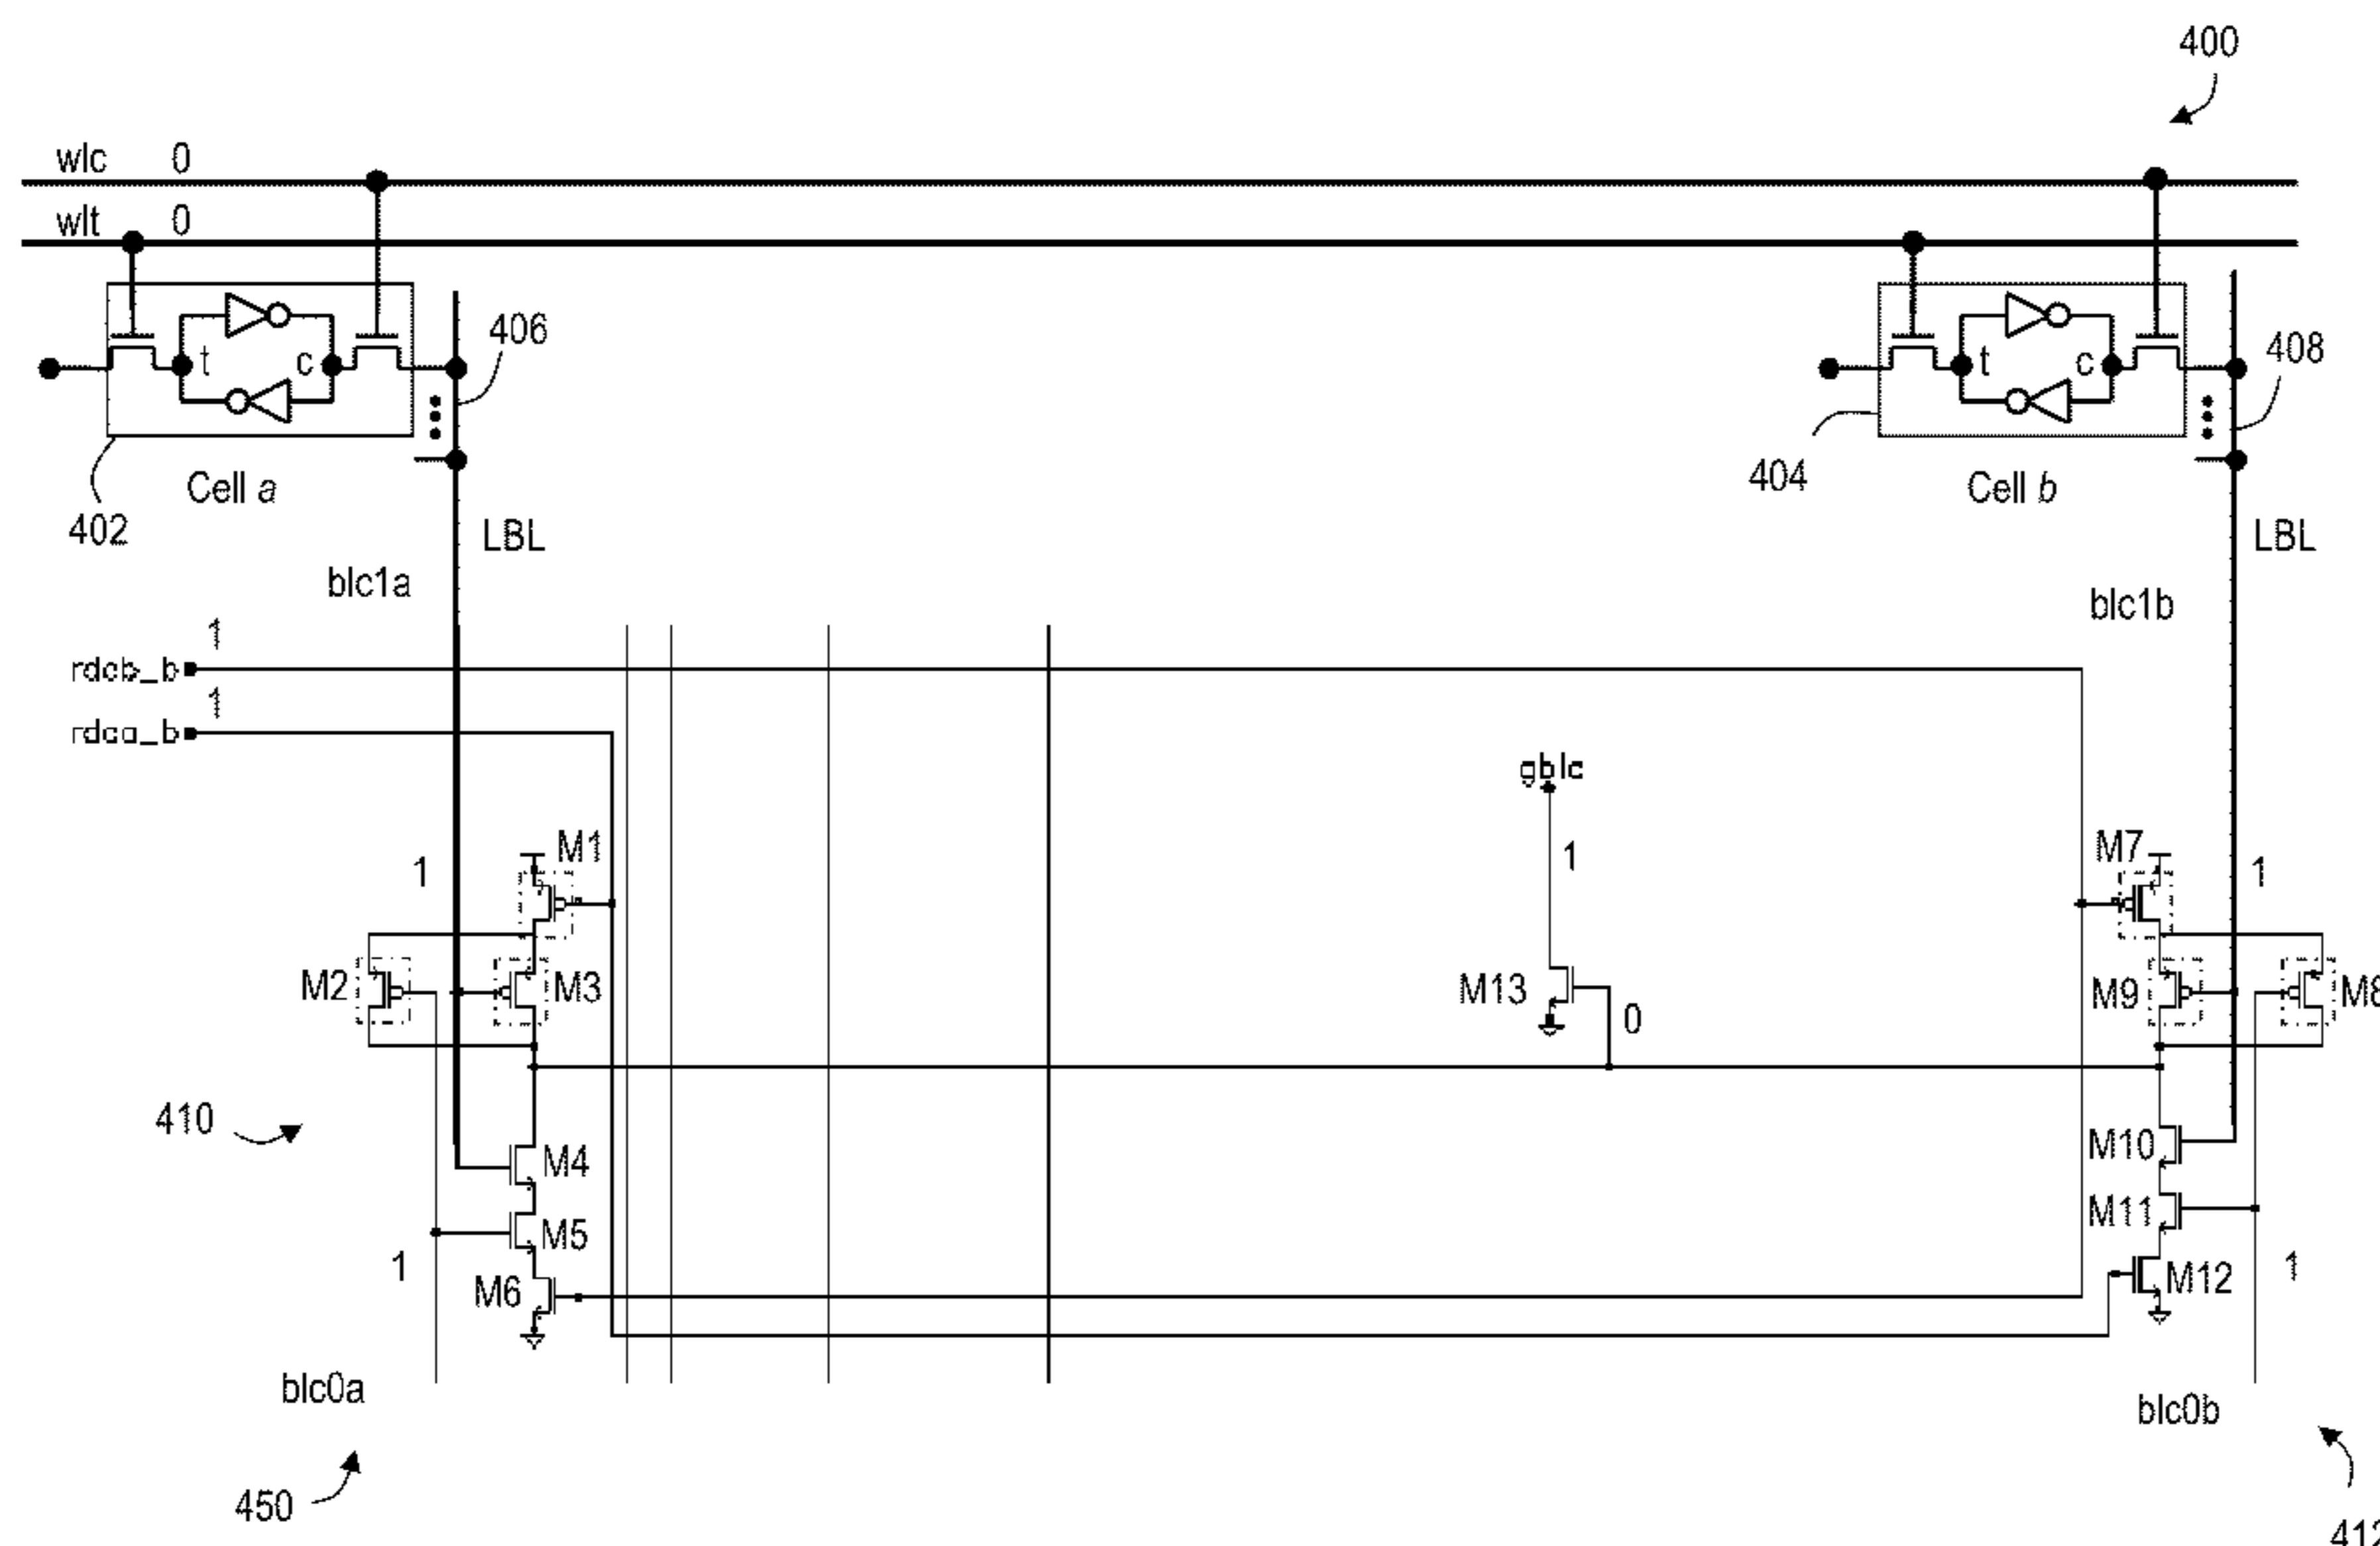 400
wlc 0
wlt 0
t c
406
t c
408
402
Cell a
404
Cell b
LBL
LBL
blc1a
blc1b
1
rdcb_b
1
rdca_b
gblc
1
M1
1
M7
1
M2
M3
M13
0
M9
M8
410
M4
M10
M5
M11
1
M6
M12
1
blc0a
blc0b
450
412